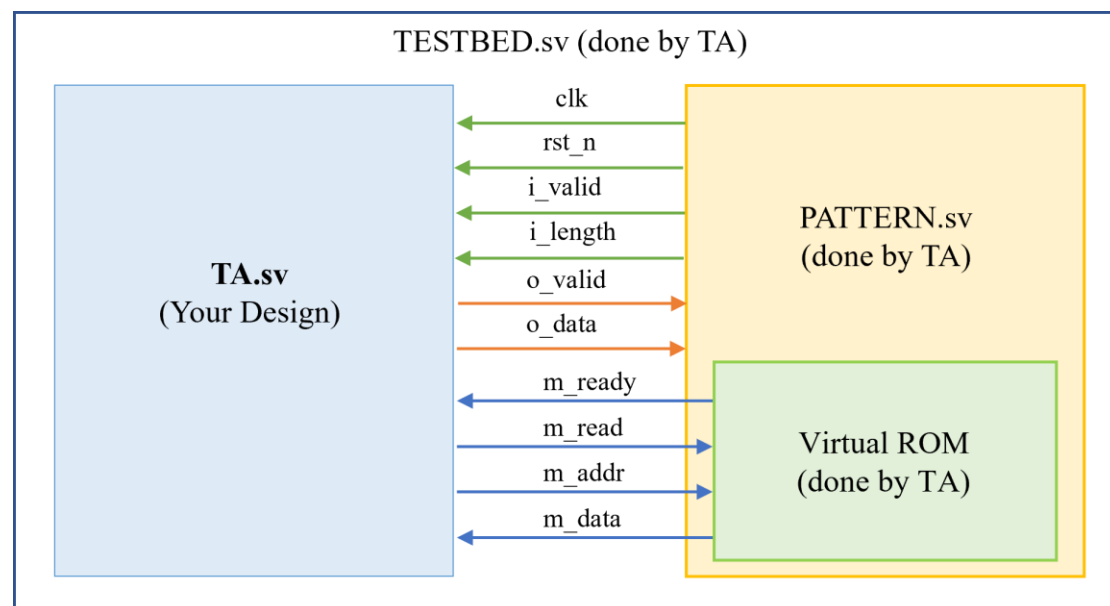 TESTBED.sv (done by TA)
TA.sv
(Your Design)
clk
rst_n
i_valid
i_length
o_valid
o_data
m_ready
m_read
m_addr
m_data
PATTERN.sv
(done by TA)
Virtual ROM
(done by TA)